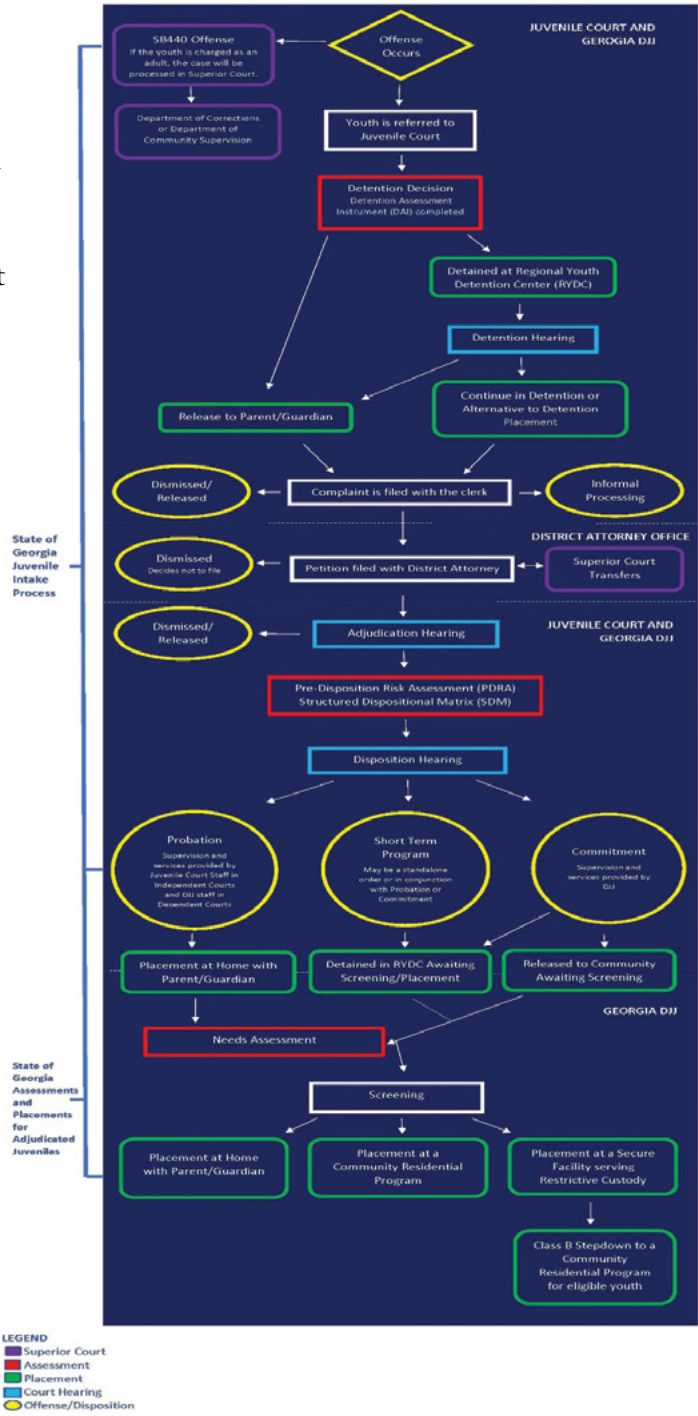 JUVENILE COURT AND
GEROGIA DJJ
SB440 Offense
If the youth is charged as an
adult, the case will be
processed in Superior Court.
Offense
Occurs
Department of Corrections
or Department of
Community Supervision
Youth is referred to
Juvenile Court
Detention Decision
Detention Assessment
Instrument (DAI) completed
t
Detained at Regional Youth
Detention Center (RYDC)
Detention Hearing
Release to Parent/Guardian
Continue in Detention or
Alternative to Detention
Placement
Dismissed/
Released
Complaint is filed with the clerk
Informal
Processing
State of
Georgia
Juvenile
Intake
Process
DISTRICT ATTORNEY OFFICE
Dismissed
Decides not to file
Petition filed with District Attorney
Superior Court
Transfers
JUVENILE COURT AND
GEORGIA DJJ
Dismissed/
Released
Adjudication Hearing
Pre-Disposition Risk Assessment (PDRA)
Structured Dispositional Matrix (SDM)
Disposition Hearing
Probation
Supervision and
services provided by
Juvenile Court Staff in
Independent Courts
and DJJ staff in
Dependent Courts
Short Term
Program
May be a standalone
order or in conjunction
with Probation or
Commitment
Commitment
Supervision and
services provided by
DJJ
Placement at Home with
Parent/Guardian
Detained in RYDC Awaiting
Screening/Placement
Released to Community
Awaiting Screening
GEORGIA DJJ
Needs Assessment
State of
Georgia
Assessments
and
Placements
for
Adjudicated
Juveniles
Screening
Placement at Home
with Parent/Guardian
Placement at a
Community Residential
Program
Placement at a Secure
Facility serving
Restrictive Custody
Class B Stepdown to a
Community
Residential Program
for eligible youth
LEGEND
Superior Court
Assessment
Placement
Court Hearing
Offense/Disposition